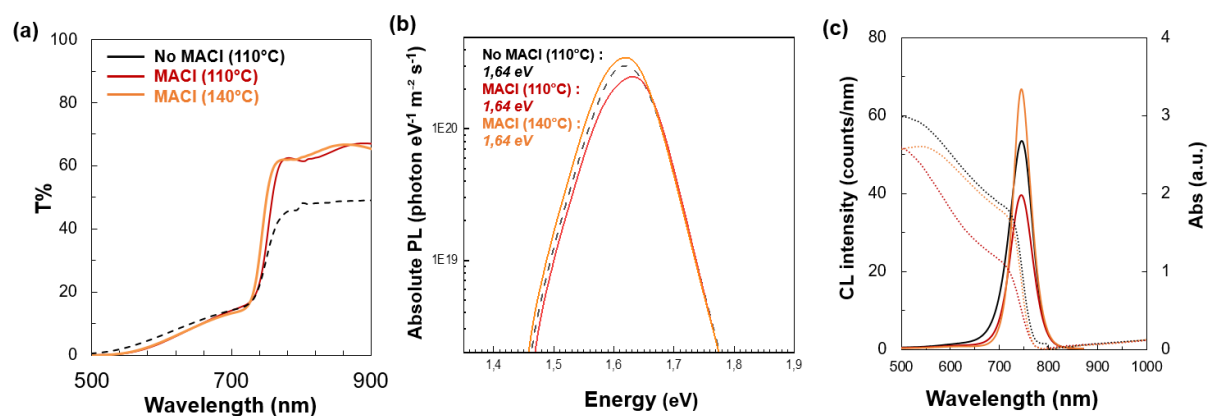 (a)
100
80
60
40
20
0
T%
500
700
900
Wavelength (nm)
No MACl (110°C)
MACl (110°C)
MACl (140°C)
(b)
Absolute PL (photon eV⁻¹ m⁻² s⁻¹)
1E20
1E19
No MACl (110°C) :
1,64 eV
MACl (110°C) :
1,64 eV
MACl (140°C) :
1,64 eV
1,4
1,5
1,6
1,7
1,8
1,9
Energy (eV)
(c)
CL intensity (counts/nm)
80
60
40
20
0
500
600
700
800
900
1000
Wavelength (nm)
4
3
2
1
0
Abs (a.u.)